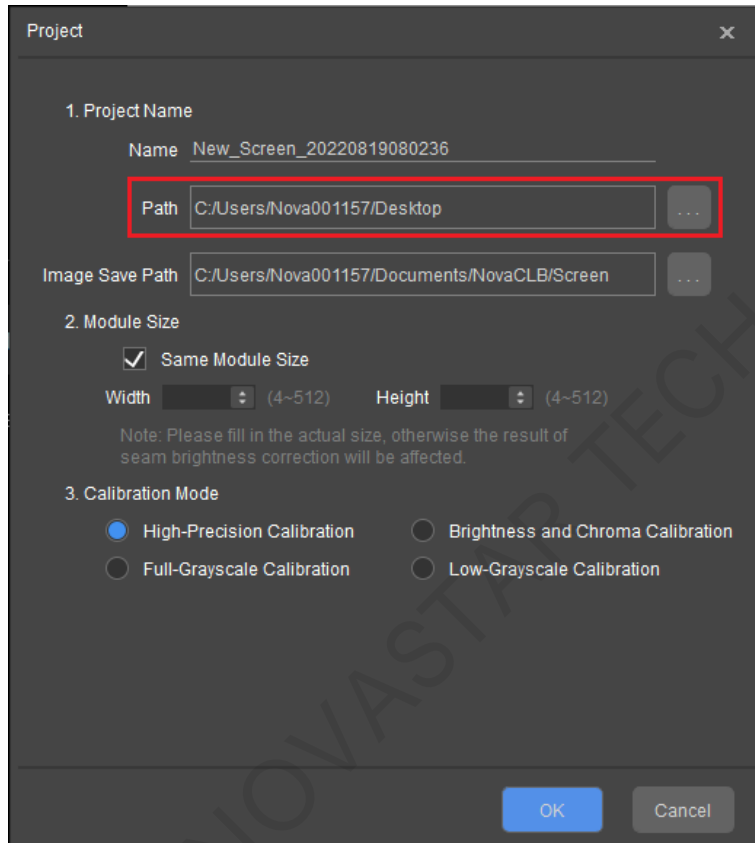 Project
1. Project Name
Name New_Screen_20220819080236
Path C:/Users/Nova001157/Desktop ...
Image Save Path C:/Users/Nova001157/Documents/NovaCLB/Screen ...
2. Module Size
Same Module Size
Width (4~512) Height (4~512)
Note: Please fill in the actual size, otherwise the result of
seam brightness correction will be affected.
3. Calibration Mode
High-Precision Calibration Brightness and Chroma Calibration
Full-Grayscale Calibration Low-Grayscale Calibration
OK Cancel
NOVASTAR TECH